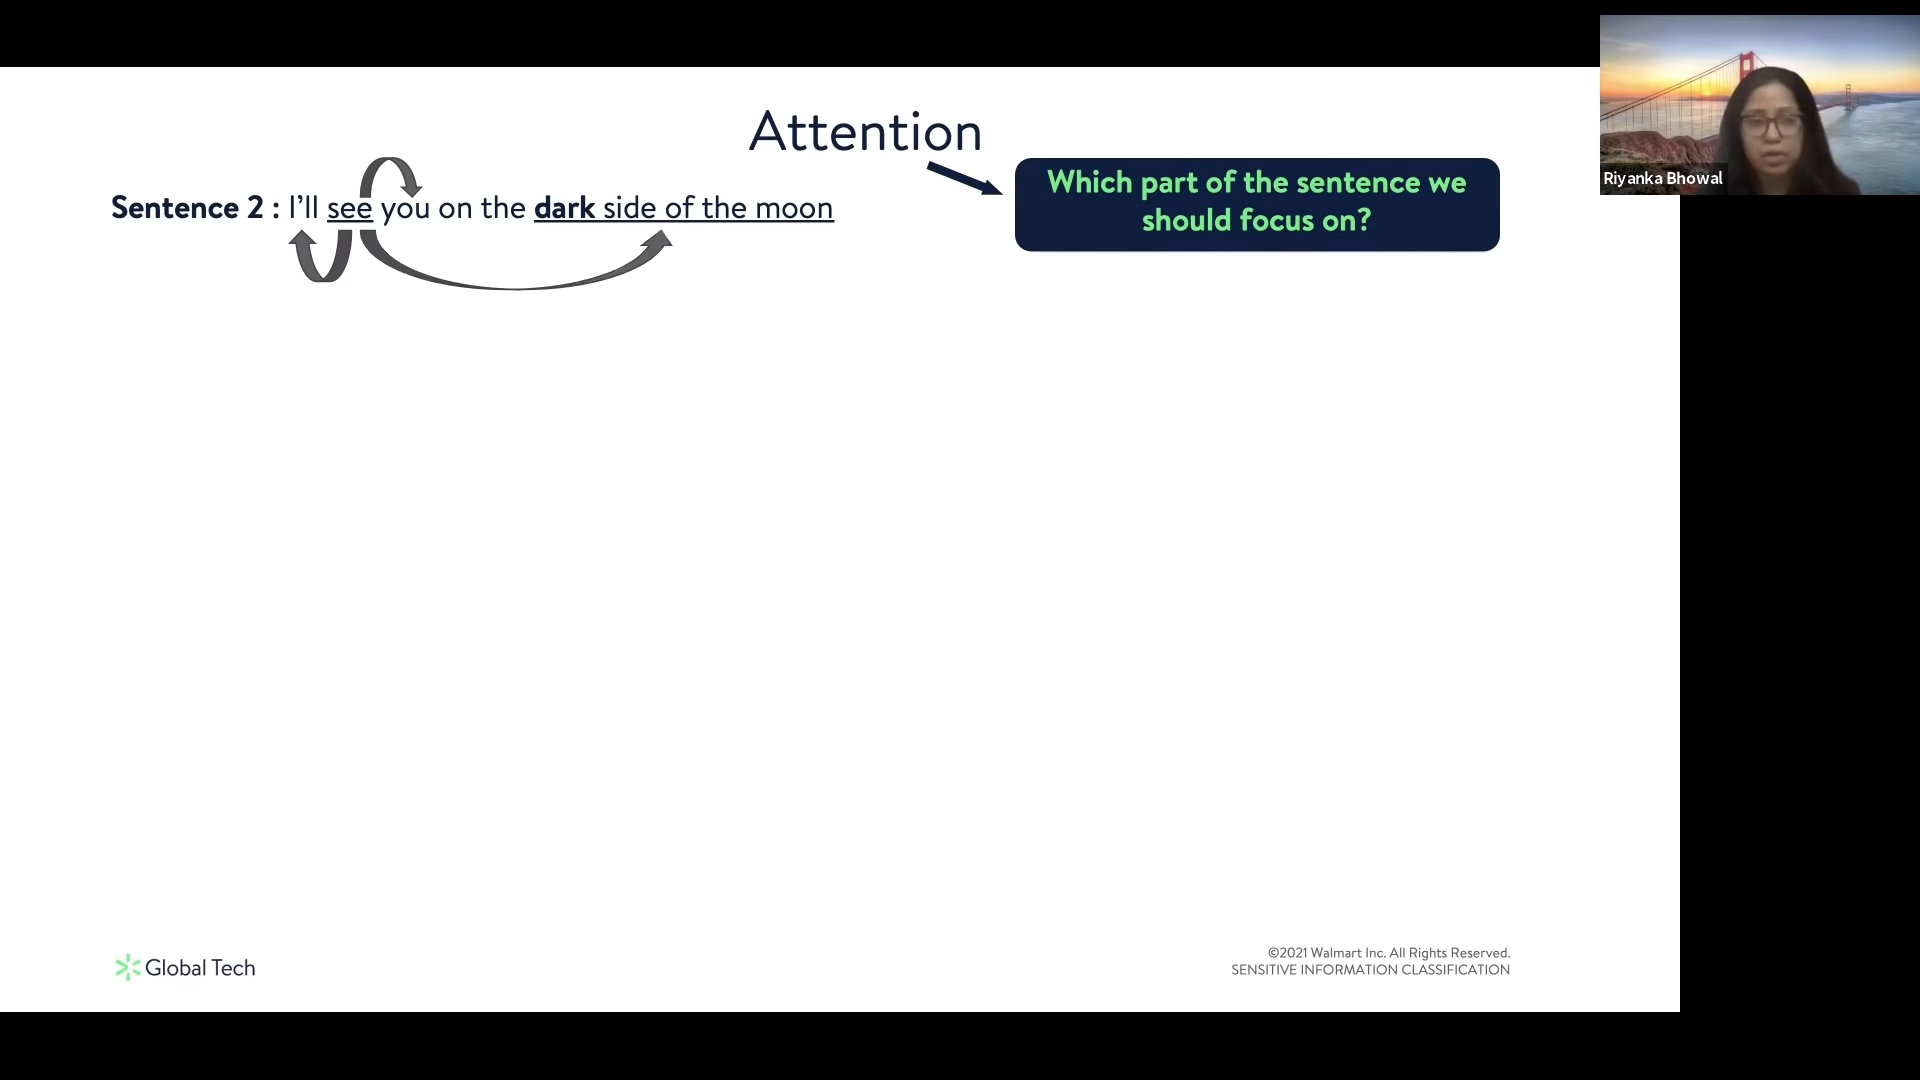 Attention
Which part of the sentence we
should focus on?
Sentence 2 : I’ll see you on the dark side of the moon
Riyanka Bhowal
Global Tech
©2021 Walmart Inc. All Rights Reserved.
SENSITIVE INFORMATION CLASSIFICATION